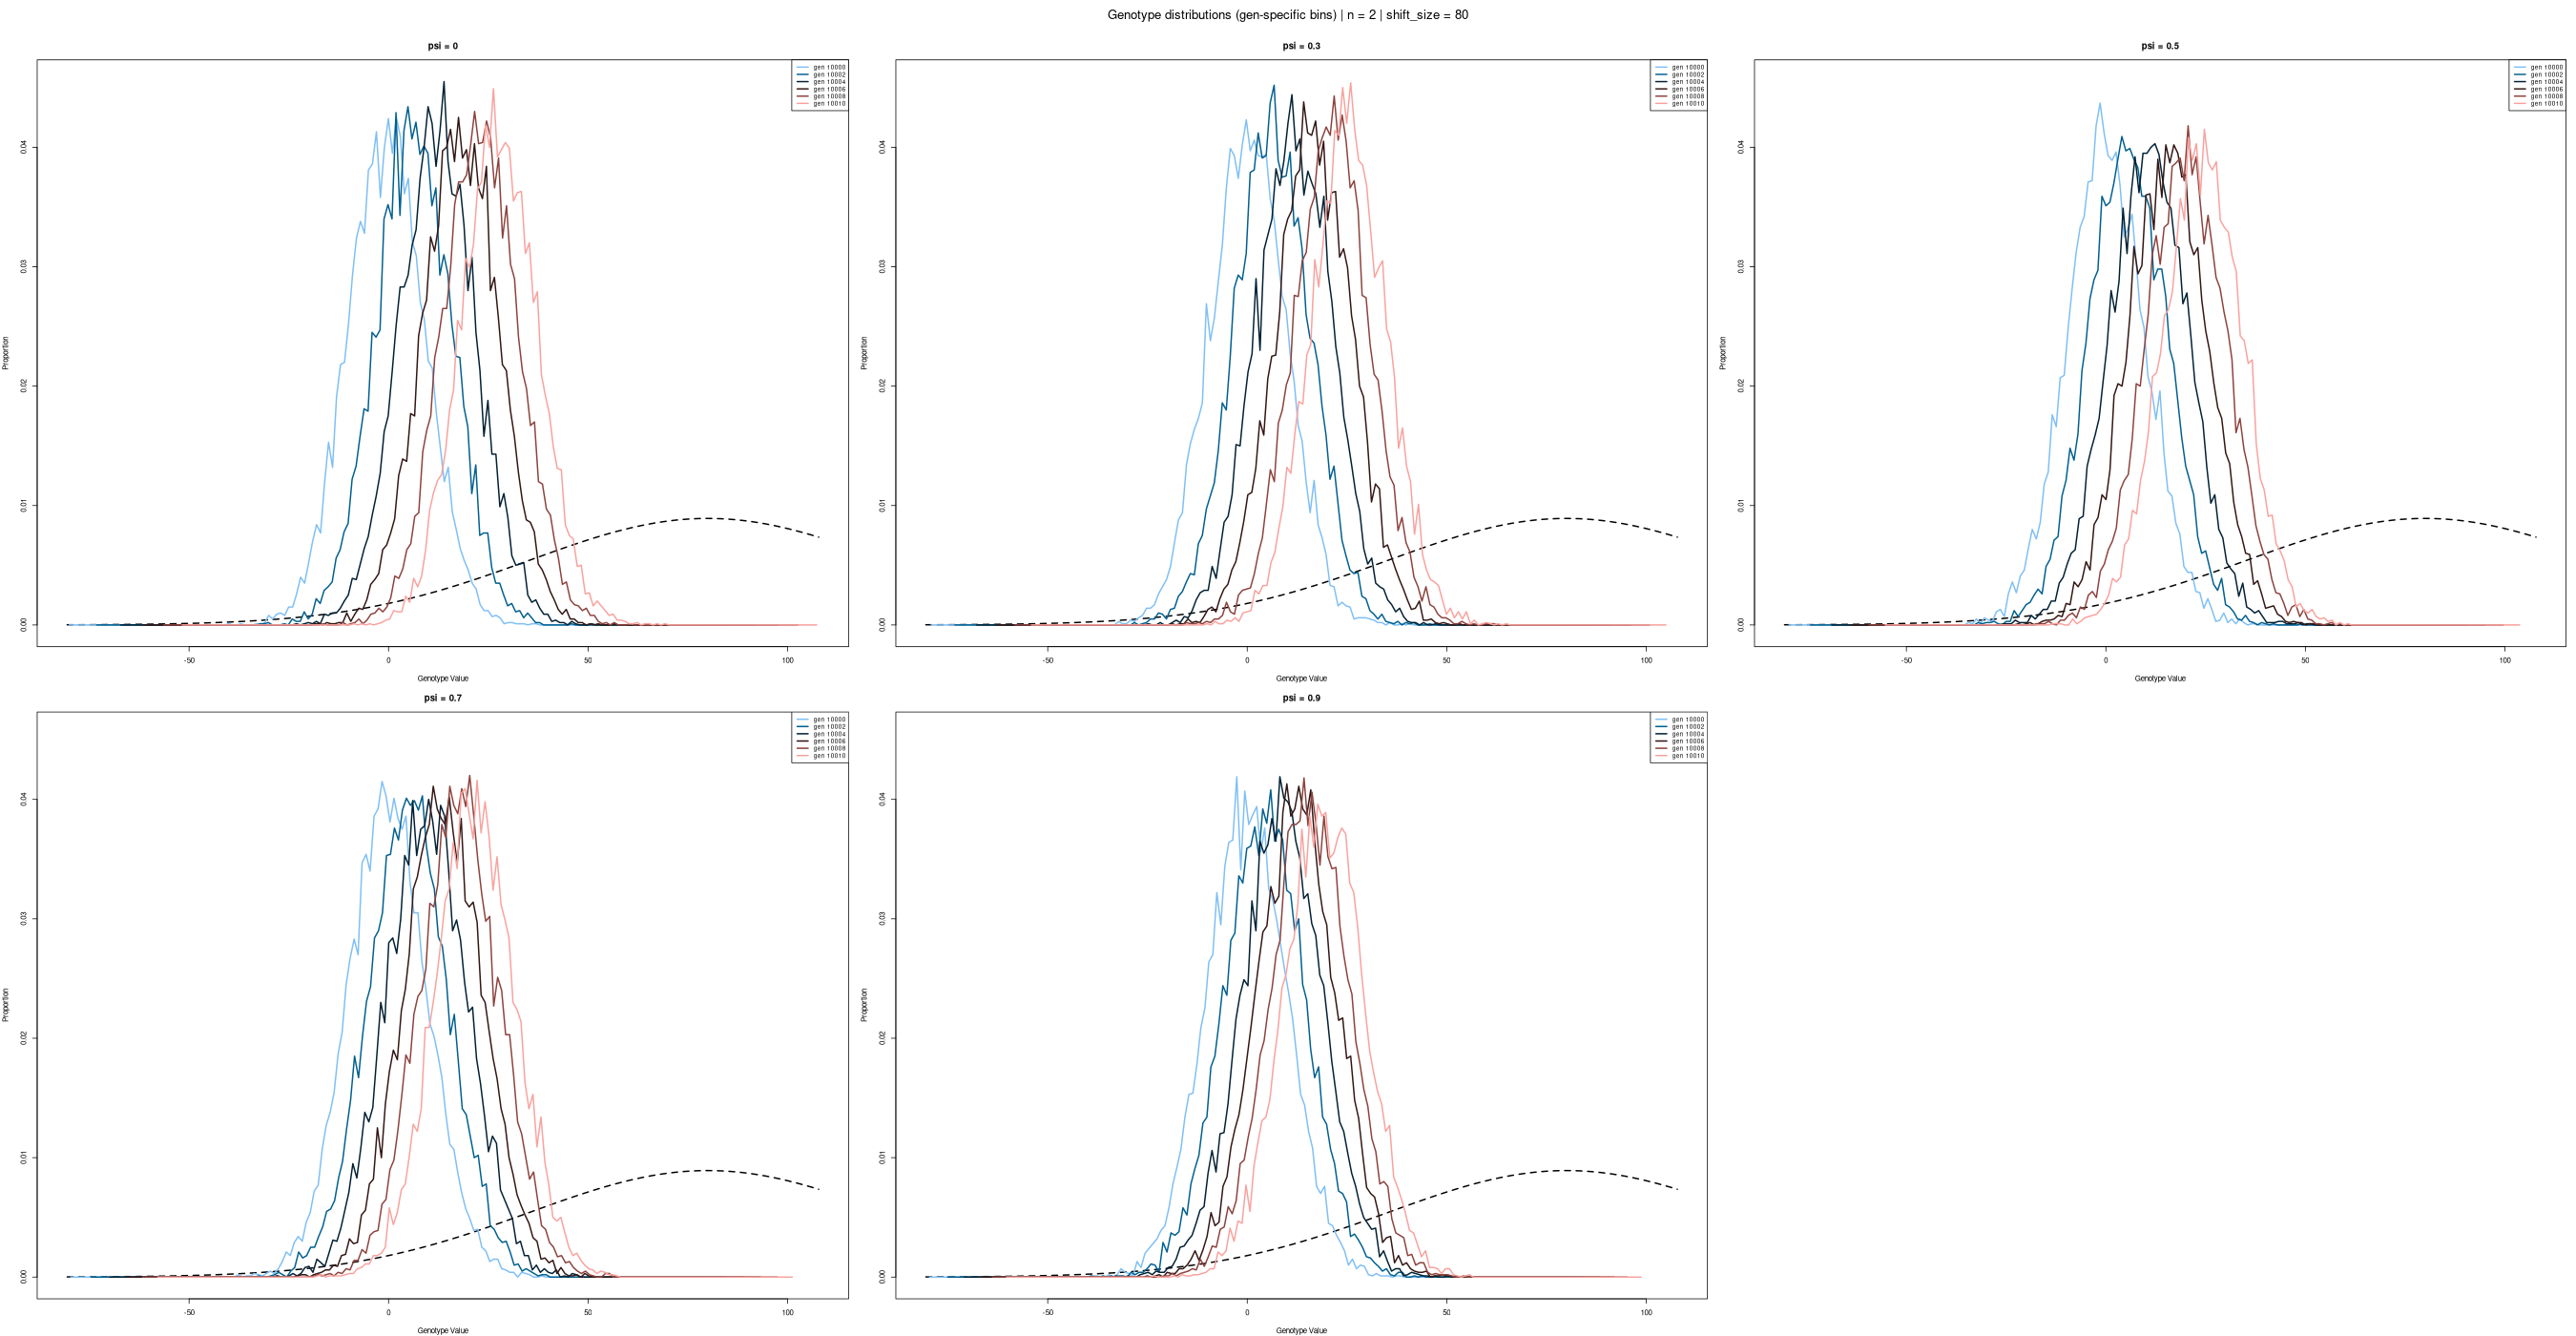 Genotype distributions (gen-specific bins) | n = 2 | shift_size = 80
psi = 0
gen 10000
gen 10002
gen 10004
gen 10006
gen 10008
gen 10010
Proportion
0.04
0.03
0.02
0.01
0.00
-50 0 50 100
Genotype Value
psi = 0.3
gen 10000
gen 10002
gen 10004
gen 10006
gen 10008
gen 10010
Proportion
0.04
0.03
0.02
0.01
0.00
-50 0 50 100
Genotype Value
psi = 0.5
gen 10000
gen 10002
gen 10004
gen 10006
gen 10008
gen 10010
Proportion
0.04
0.03
0.02
0.01
0.00
-50 0 50 100
Genotype Value
psi = 0.7
gen 10000
gen 10002
gen 10004
gen 10006
gen 10008
gen 10010
Proportion
0.04
0.03
0.02
0.01
0.00
-50 0 50 100
Genotype Value
psi = 0.9
gen 10000
gen 10002
gen 10004
gen 10006
gen 10008
gen 10010
Proportion
0.04
0.03
0.02
0.01
0.00
-50 0 50 100
Genotype Value